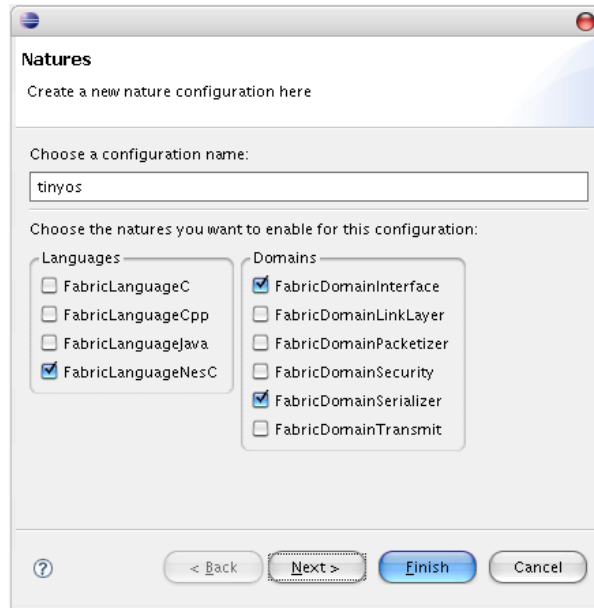 Natures
Create a new nature configuration here
Choose a configuration name:
tinyos
Choose the natures you want to enable for this configuration:
Languages
FabricLanguageC
FabricLanguageCpp
FabricLanguageJava
FabricLanguageNesC
Domains
FabricDomainInterface
FabricDomainLinkLayer
FabricDomainPacketizer
FabricDomainSecurity
FabricDomainSerializer
FabricDomainTransmit
? < Back Next > Finish Cancel